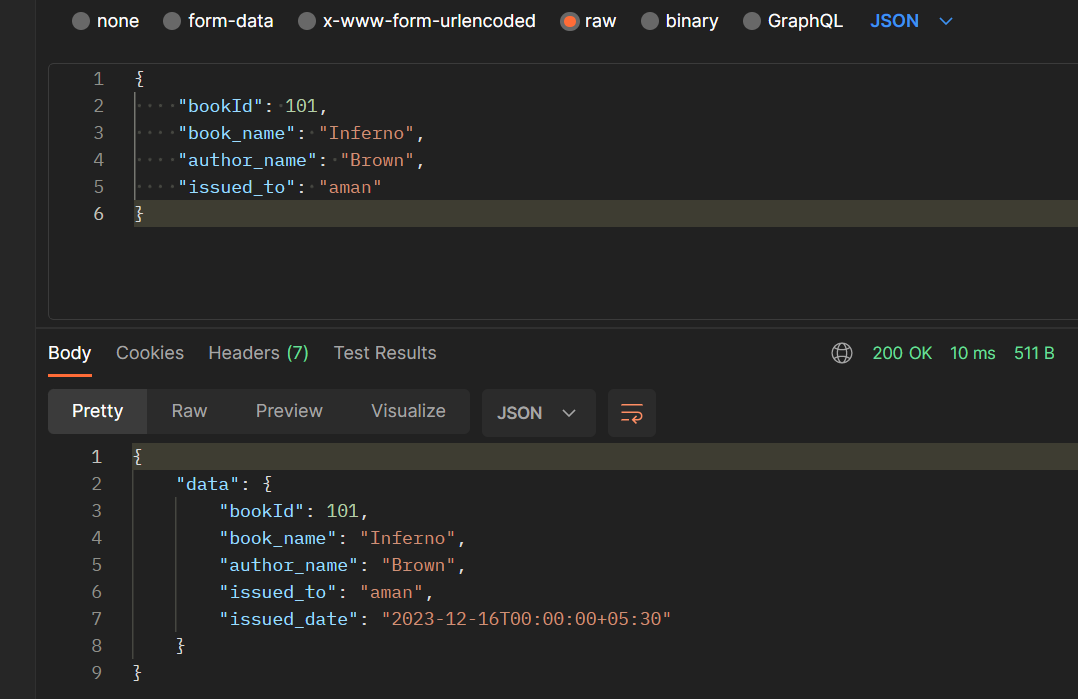 none form-data x-www-form-urlencoded raw binary GraphQL JSON
1 {
2 "bookId": 101,
3 "book_name": "Inferno",
4 "author_name": "Brown",
5 "issued_to": "aman"
6 }
Body Cookies Headers (7) Test Results 200 OK 10 ms 511 B
Pretty Raw Preview Visualize JSON
1 {
2 "data": {
3 "bookId": 101,
4 "book_name": "Inferno",
5 "author_name": "Brown",
6 "issued_to": "aman",
7 "issued_date": "2023-12-16T00:00:00+05:30"
8 }
9 }